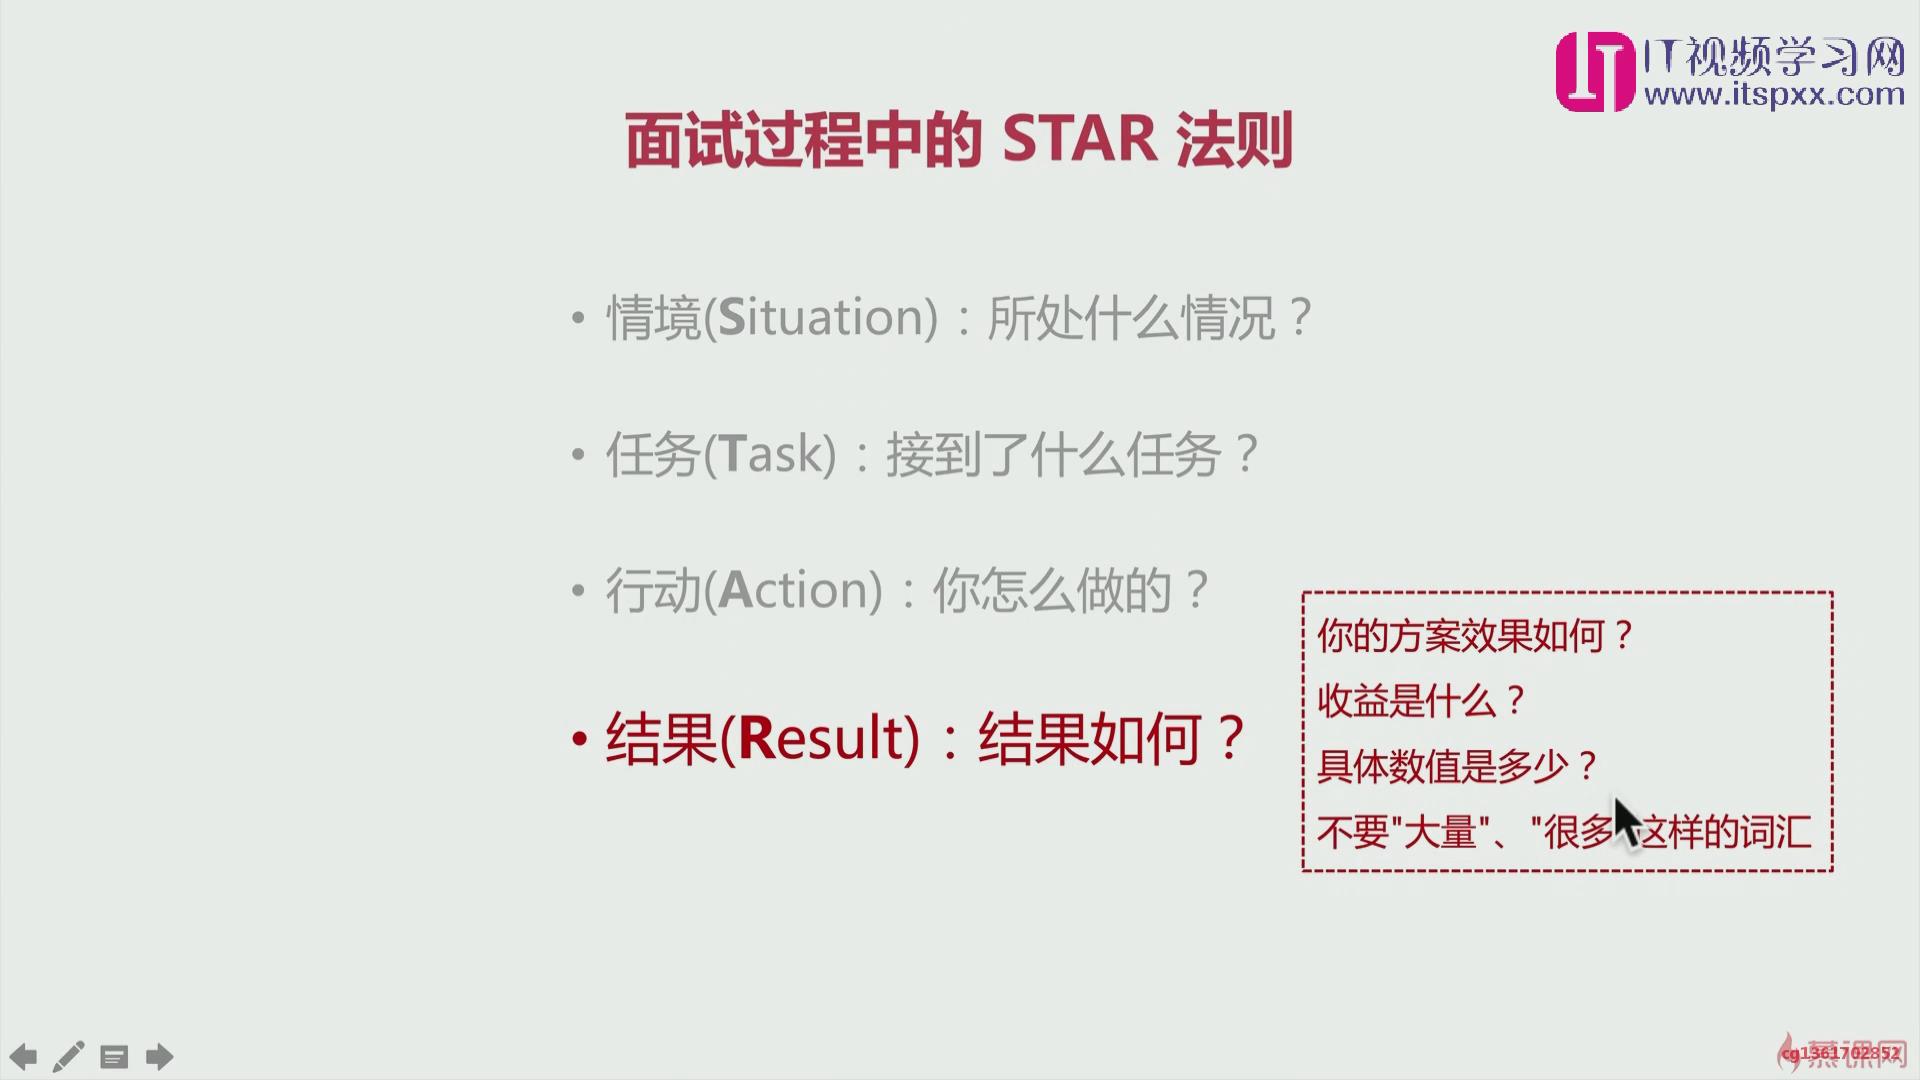 IT视频学习网
www.itspxx.com
面试过程中的 STAR 法则
• 情境(Situation)：所处什么情况？
• 任务(Task)：接到了什么任务？
• 行动(Action)：你怎么做的？
• 结果(Result)：结果如何？
你的方案效果如何？
收益是什么？
具体数值是多少？
不要"大量"、"很多 这样的词汇
慕课网
cg1361702852